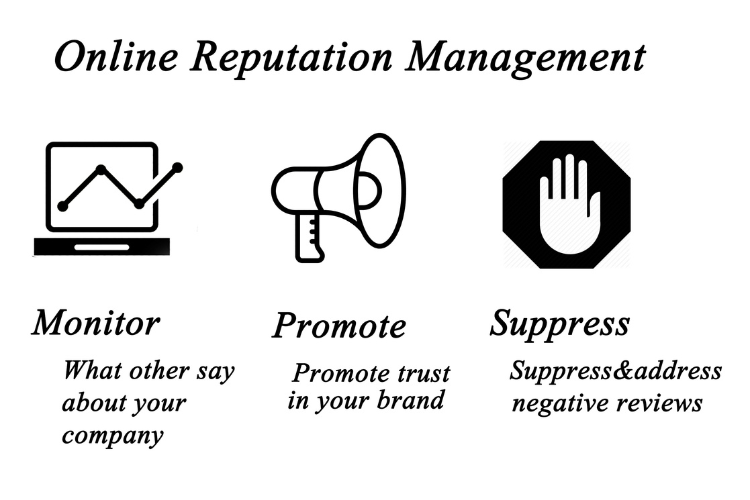 Online Reputation Management
Monitor
What other say
about your
company
Promote
Promote trust
in your brand
Suppress
Suppress&address
negative reviews